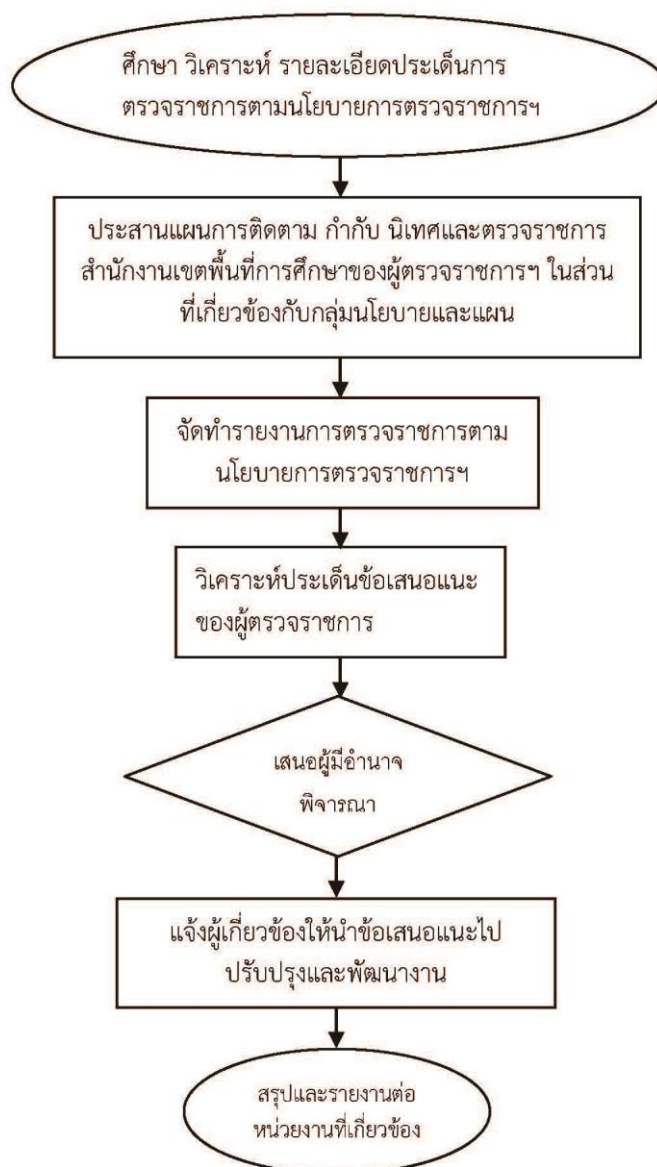 ศึกษา วิเคราะห์ รายละเอียดประเด็นการ
ตรวจราชการตามนโยบายการตรวจราชการฯ
ประสานแผนการติดตาม กำกับ นิเทศและตรวจราชการ
สำนักงานเขตพื้นที่การศึกษาของผู้ตรวจราชการฯ ในส่วน
ที่เกี่ยวข้องกับกลุ่มนโยบายและแผน
จัดทำรายงานการตรวจราชการตาม
นโยบายการตรวจราชการฯ
วิเคราะห์ประเด็นข้อเสนอแนะ
ของผู้ตรวจราชการ
เสนอผู้มีอำนาจ
พิจารณา
แจ้งผู้เกี่ยวข้องให้นำข้อเสนอแนะไป
ปรับปรุงและพัฒนางาน
สรุปและรายงานต่อ
หน่วยงานที่เกี่ยวข้อง